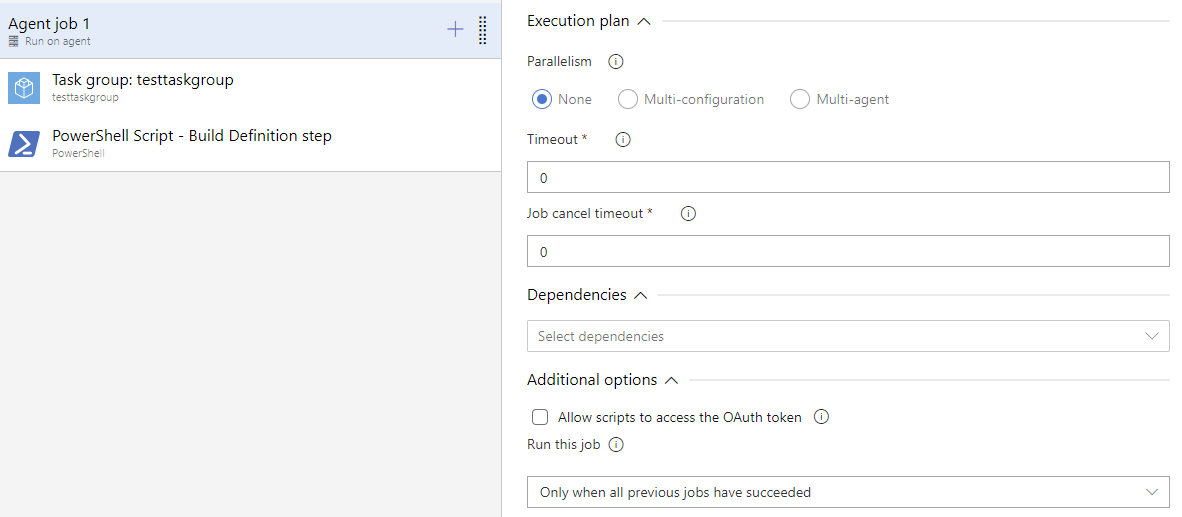 Agent job 1
Run on agent
Task group: testtaskgroup
testtaskgroup
PowerShell Script - Build Definition step
PowerShell
Execution plan
Parallelism
None Multi-configuration Multi-agent
Timeout *
0
Job cancel timeout *
0
Dependencies
Select dependencies
Additional options
Allow scripts to access the OAuth token
Run this job
Only when all previous jobs have succeeded